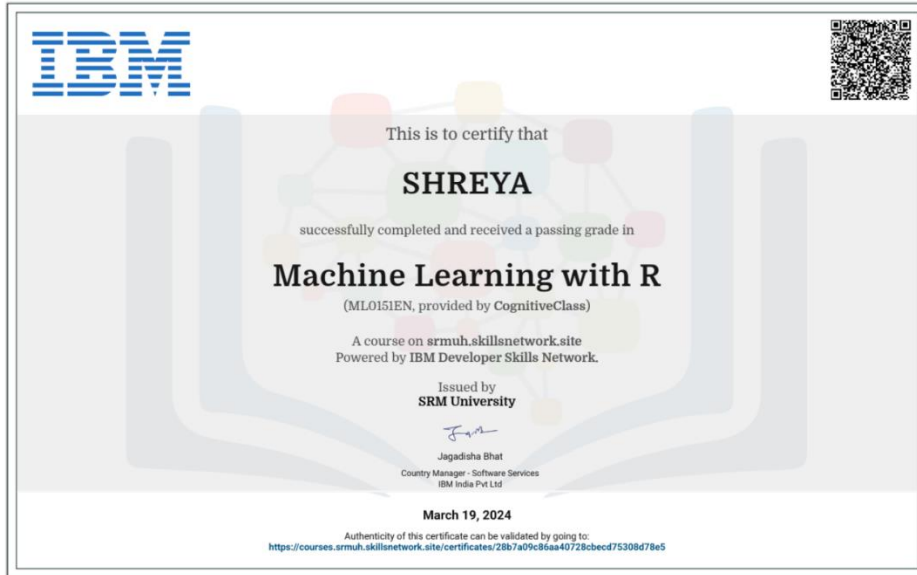 IBM
This is to certify that
SHREYA
successfully completed and received a passing grade in
Machine Learning with R
(ML0151EN, provided by CognitiveClass)
A course on srmuh.skillsnetwork.site
Powered by IBM Developer Skills Network.
Issued by
SRM University
Jagadisha Bhat
Country Manager - Software Services
IBM India Pvt Ltd
March 19, 2024
Authenticity of this certificate can be validated by going to:
https://courses.srmuh.skillsnetwork.site/certificates/28b7a09c86aa40728cbecd75308d78e5